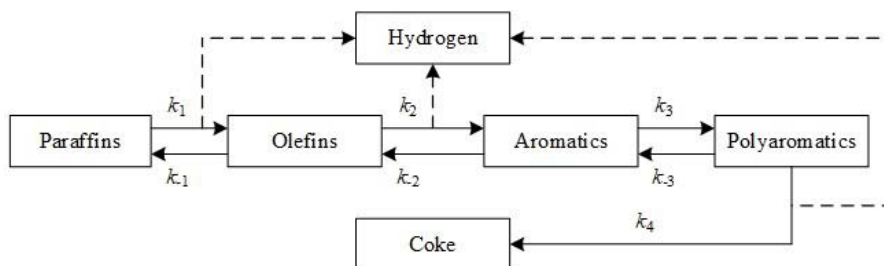 Hydrogen
k1 k2 k3
Paraffins Olefins Aromatics Polyaromatics
k-1 k-2 k-3
k4
Coke